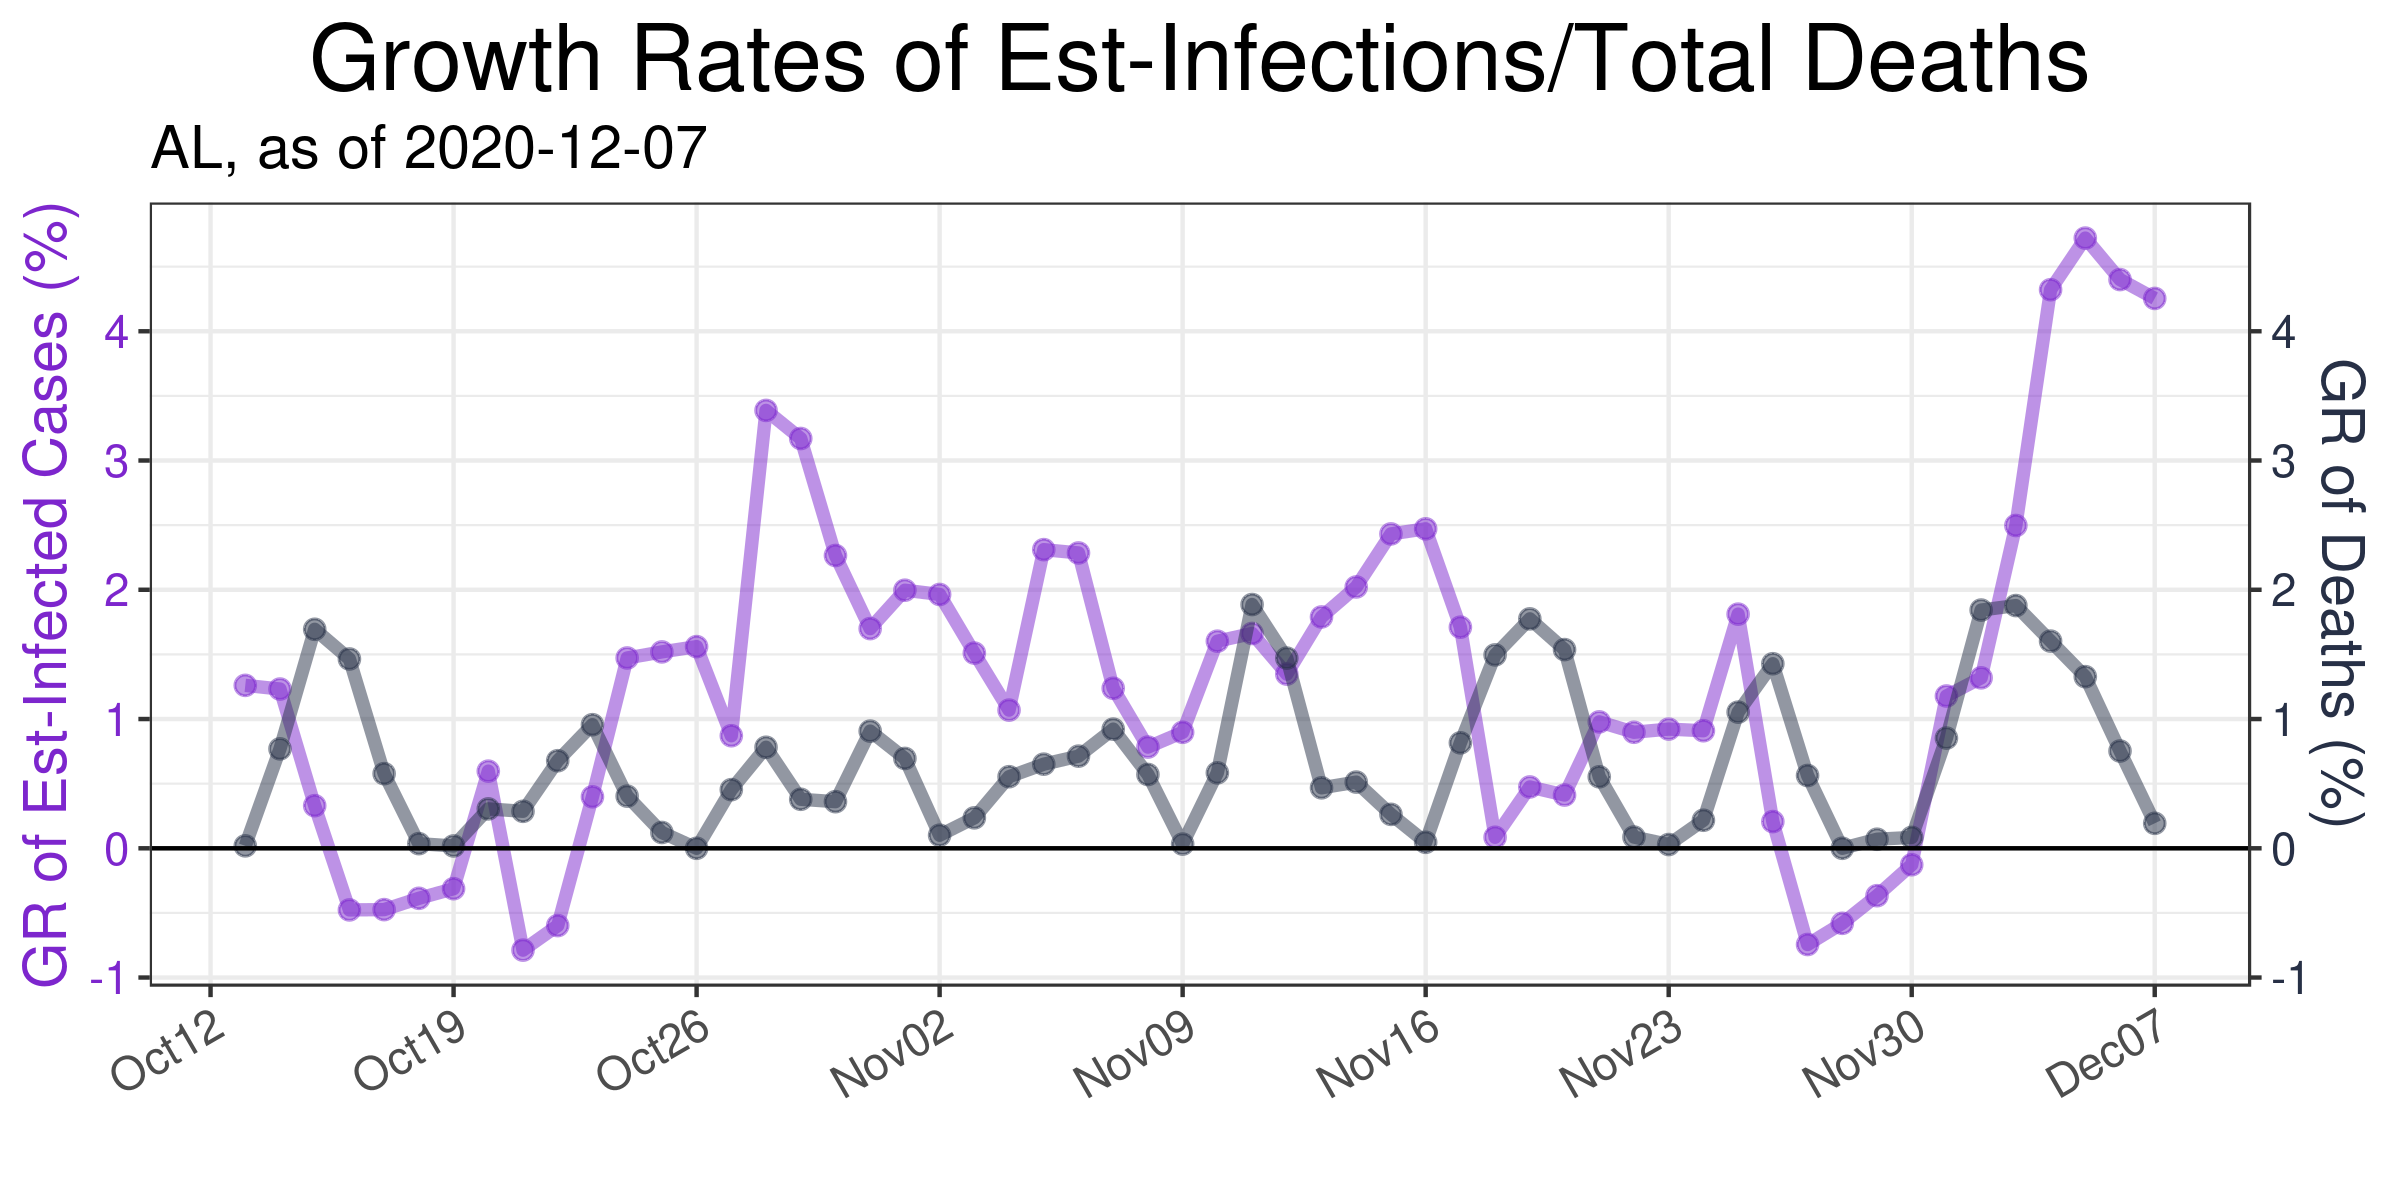 Growth Rates of Est-Infections/Total Deaths
AL, as of 2020-12-07
GR of Est-Infected Cases (%)
4
3
2
1
0
-1
4
3
2
1
0
-1
GR of Deaths (%)
Oct12
Oct19
Oct26
Nov02
Nov09
Nov16
Nov23
Nov30
Dec07